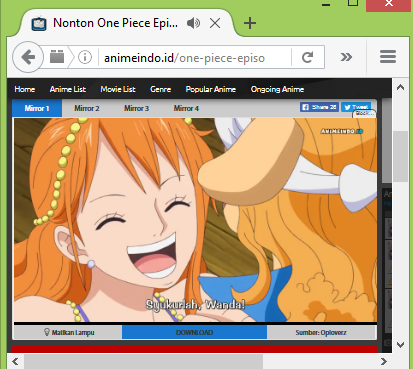 Nonton One Piece Epi...
animeindo.id/one-piece-episo
Home Anime List Movie List Genre Popular Anime Ongoing Anime
Mirror 1 Mirror 2 Mirror 3 Mirror 4
Share 26 Tweet
Block...
ANIMEINDO
Syukurlah, Wanda!
Matikan Lampu DOWNLOAD Sumber: Oploverz